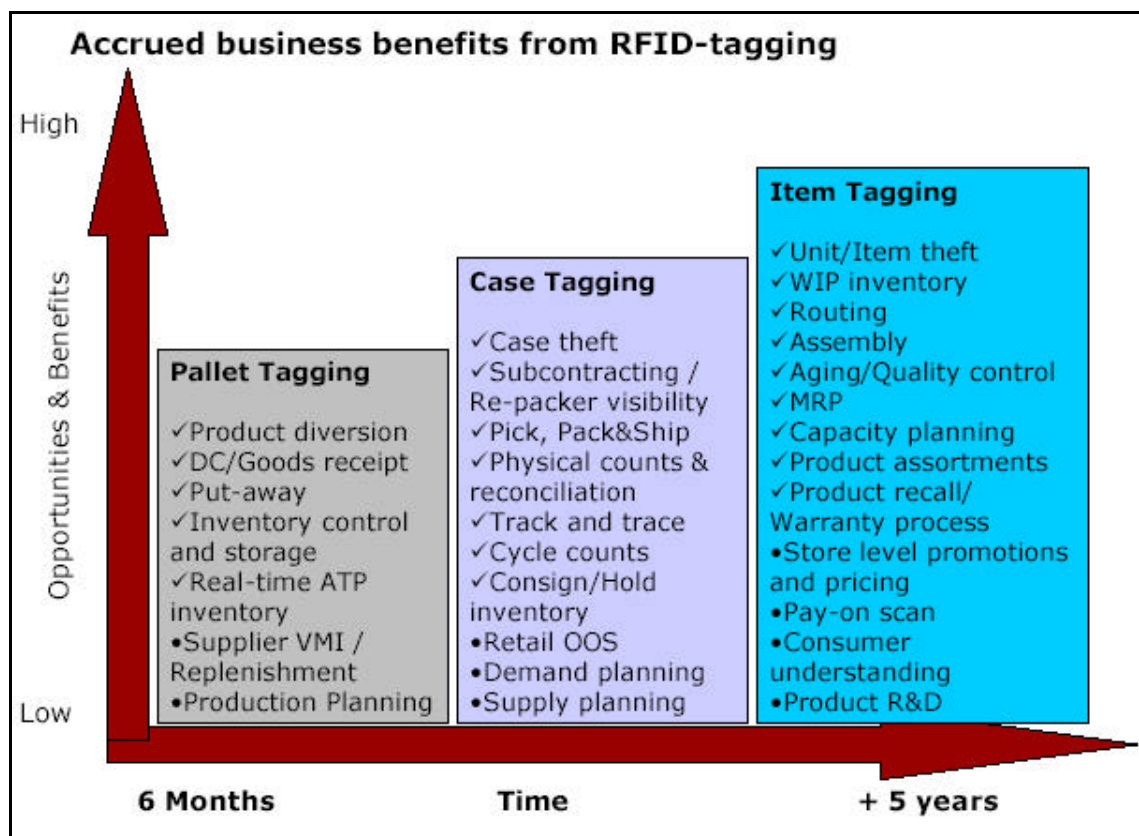 Accrued business benefits from RFID-tagging
High
Opportunities & Benefits
Low
Pallet Tagging
✓Product diversion
✓DC/Goods receipt
✓Put-away
✓Inventory control
and storage
✓Real-time ATP
inventory
•Supplier VMI /
Replenishment
•Production Planning
Case Tagging
✓Case theft
✓Subcontracting /
Re-packer visibility
✓Pick, Pack&Ship
✓Physical counts &
reconciliation
✓Track and trace
✓Cycle counts
✓Consign/Hold
inventory
•Retail OOS
•Demand planning
•Supply planning
Item Tagging
✓Unit/Item theft
✓WIP inventory
✓Routing
✓Assembly
✓Aging/Quality control
✓MRP
✓Capacity planning
✓Product assortments
✓Product recall/
Warranty process
•Store level promotions
and pricing
•Pay-on scan
•Consumer
understanding
•Product R&D
6 Months
Time
+ 5 years